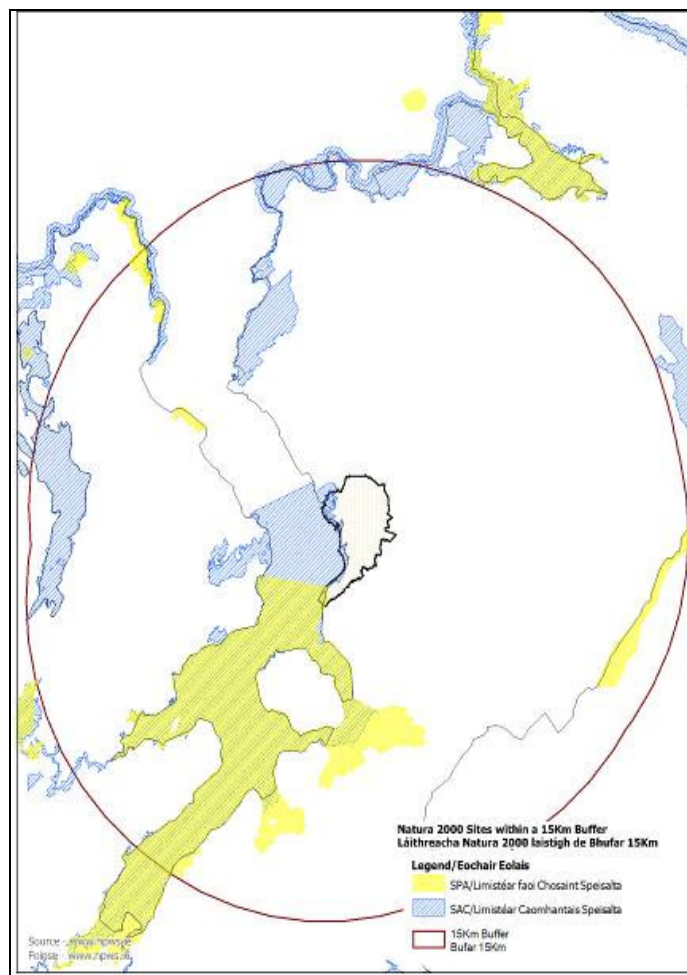 Natura 2000 Sites within a 15Km Buffer
Láithreacha Natura 2000 laistigh de Bhufar 15Km
Legend/Eochair Eolais
SPA/Limistéar faoi Chosaint Speisalta
SAC/Limistéar Caomhantais Speisalta
15Km Buffer
Bufar 15Km
Source - www.npws.ie
Foinse - www.npws.ie